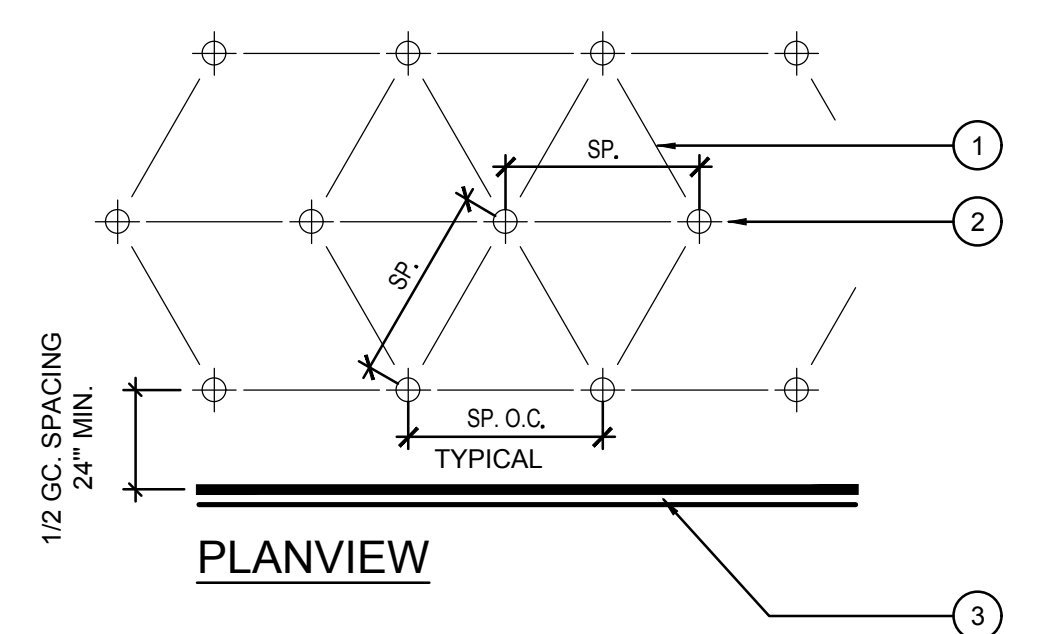 1
SP.
2
SP.
1/2 GC. SPACING
24'" MIN.
SP. O.C.
TYPICAL
PLANVIEW
3